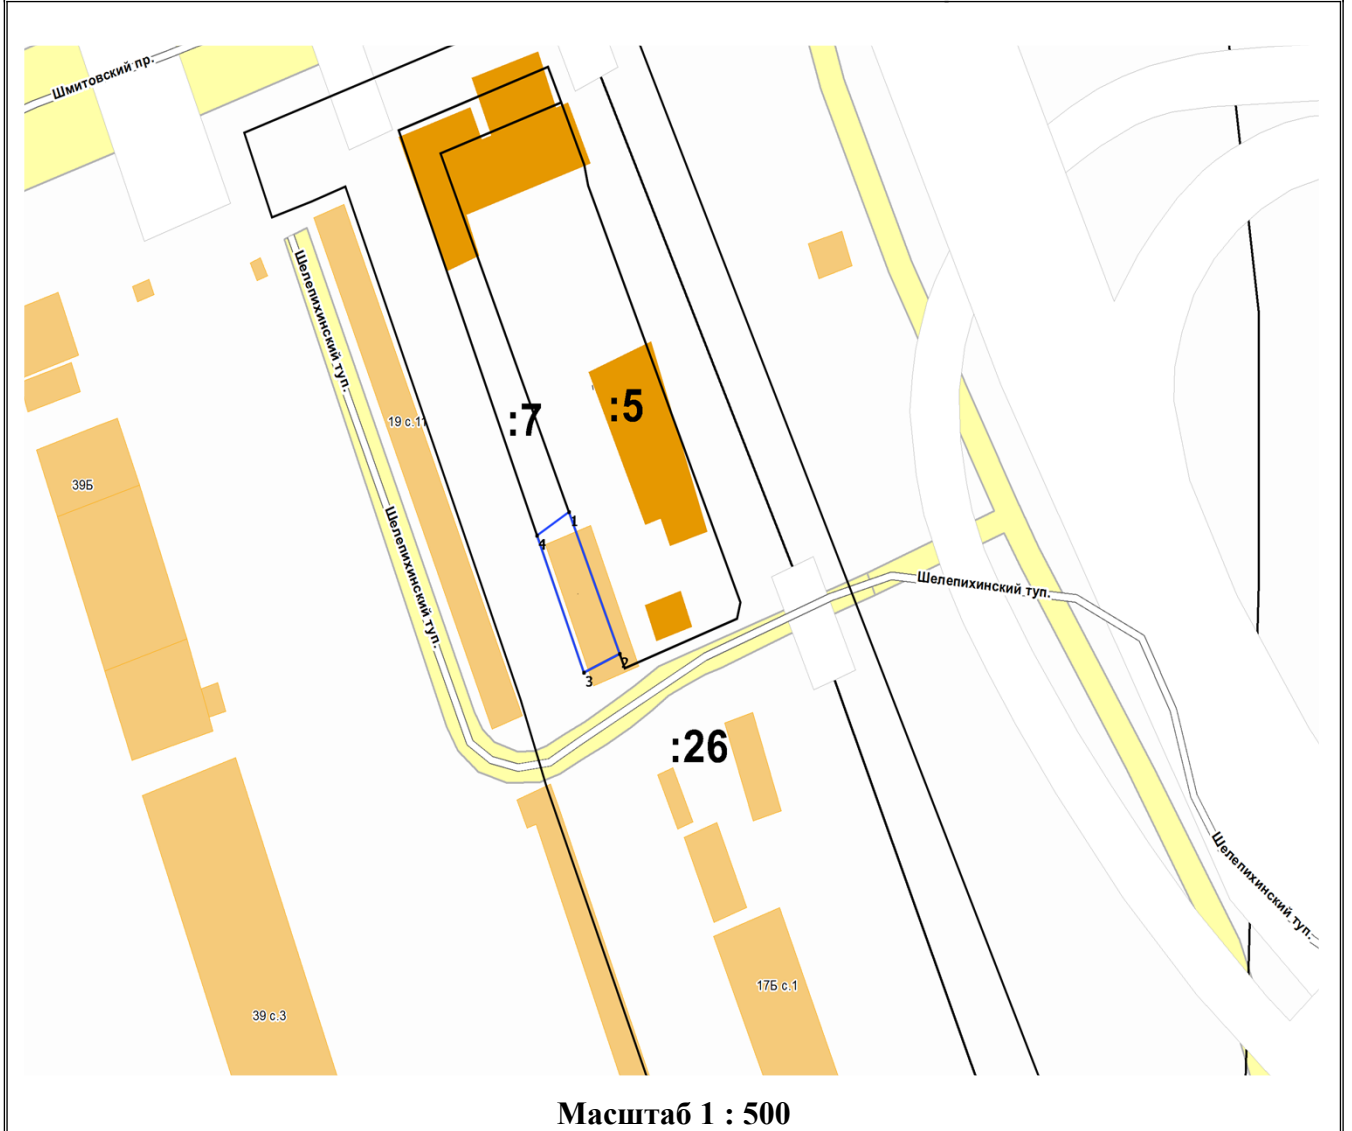 Шмитовский пр.
Шелепихинский туп.
19 с.11
:7
:5
39Б
Шелепихинский туп.
1
4
2
3
Шелепихинский туп.
:26
Шелепихинский туп.
17Б с.1
39 с.3
Масштаб 1 : 500